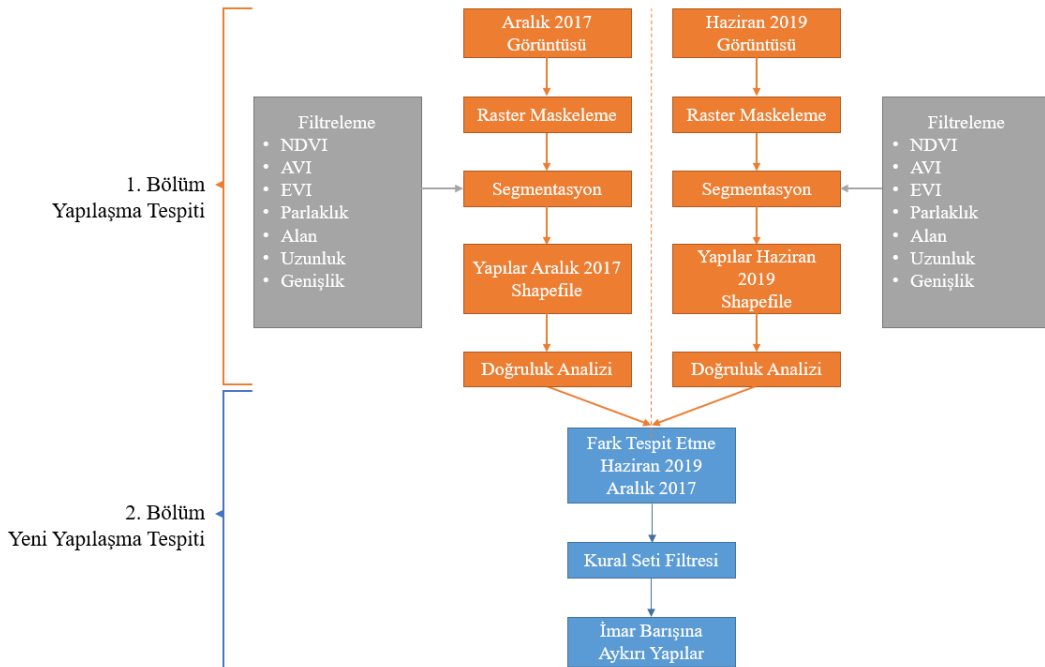 Aralık 2017
Görüntüsü
Haziran 2019
Görüntüsü
Raster Maskeleme
Raster Maskeleme
Filtreleme
• NDVI
• AVI
• EVI
• Parlaklık
• Alan
• Uzunluk
• Genişlik
Filtreleme
• NDVI
• AVI
• EVI
• Parlaklık
• Alan
• Uzunluk
• Genişlik
1. Bölüm
Yapılaşma Tespiti
Segmentasyon
Segmentasyon
Yapılar Aralık 2017
Shapefile
Yapılar Haziran
2019
Shapefile
Doğruluk Analizi
Doğruluk Analizi
2. Bölüm
Yeni Yapılaşma Tespiti
Fark Tespit Etme
Haziran 2019
Aralık 2017
Kural Seti Filtresi
İmar Barışına
Aykırı Yapılar